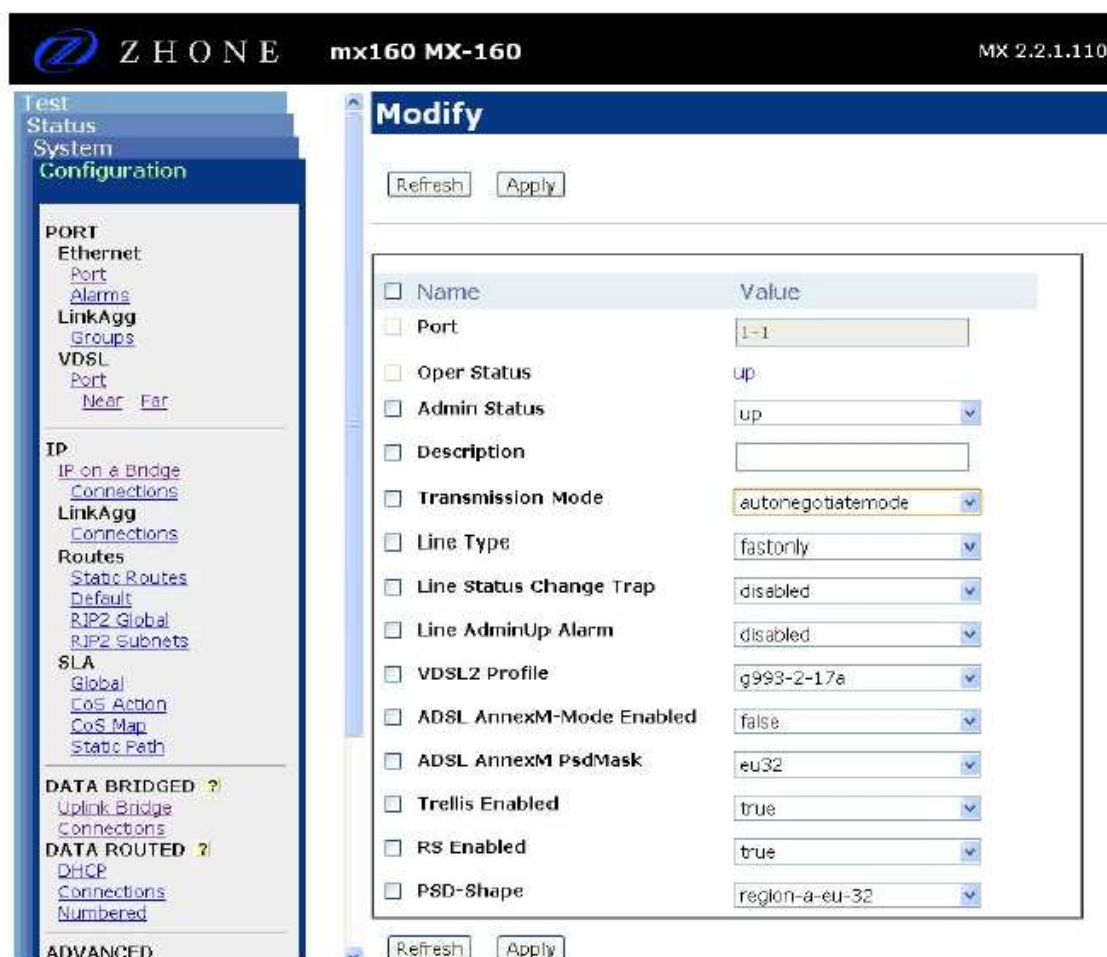 ZHONE mx160 MX-160 MX 2.2.1.110
Test
Status
System
Configuration
PORT
Ethernet
Port
Alarms
LinkAgg
Groups
VDSL
Port
Near Far
IP
IP on a Bridge
Connections
LinkAgg
Connections
Routes
Static Routes
Default
RIP2 Global
RIP2 Subnets
SLA
Global
CoS Action
CoS Map
Static Path
DATA BRIDGED ?
Uplink Bridge
Connections
DATA ROUTED ?
DHCP
Connections
Numbered
ADVANCED
Modify
Refresh Apply
Name Value
Port 1-1
Oper Status up
Admin Status up
Description
Transmission Mode autonegotiatemode
Line Type fastonly
Line Status Change Trap disabled
Line AdminUp Alarm disabled
VDSL2 Profile g993-2-17a
ADSL AnnexM-Mode Enabled false
ADSL AnnexM PsdMask eu32
Trellis Enabled true
RS Enabled true
PSD-Shape region-a-eu-32
Refresh Apply